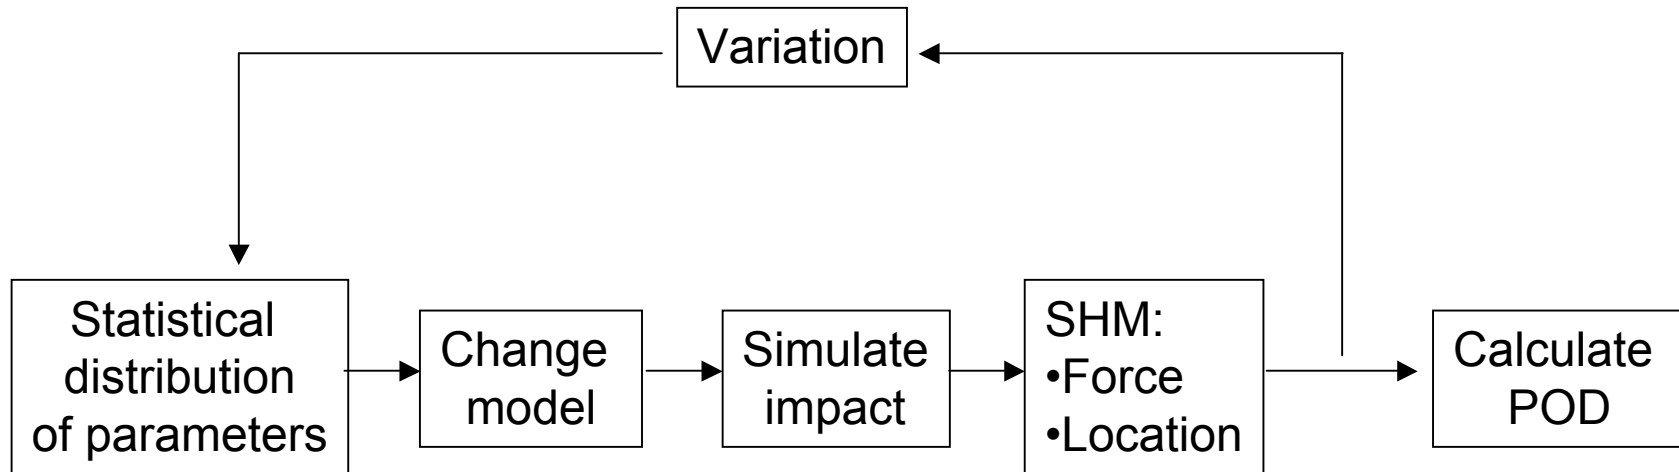 Variation
Statistical
distribution
of parameters
Change
model
Simulate
impact
SHM:
•Force
•Location
Calculate
POD